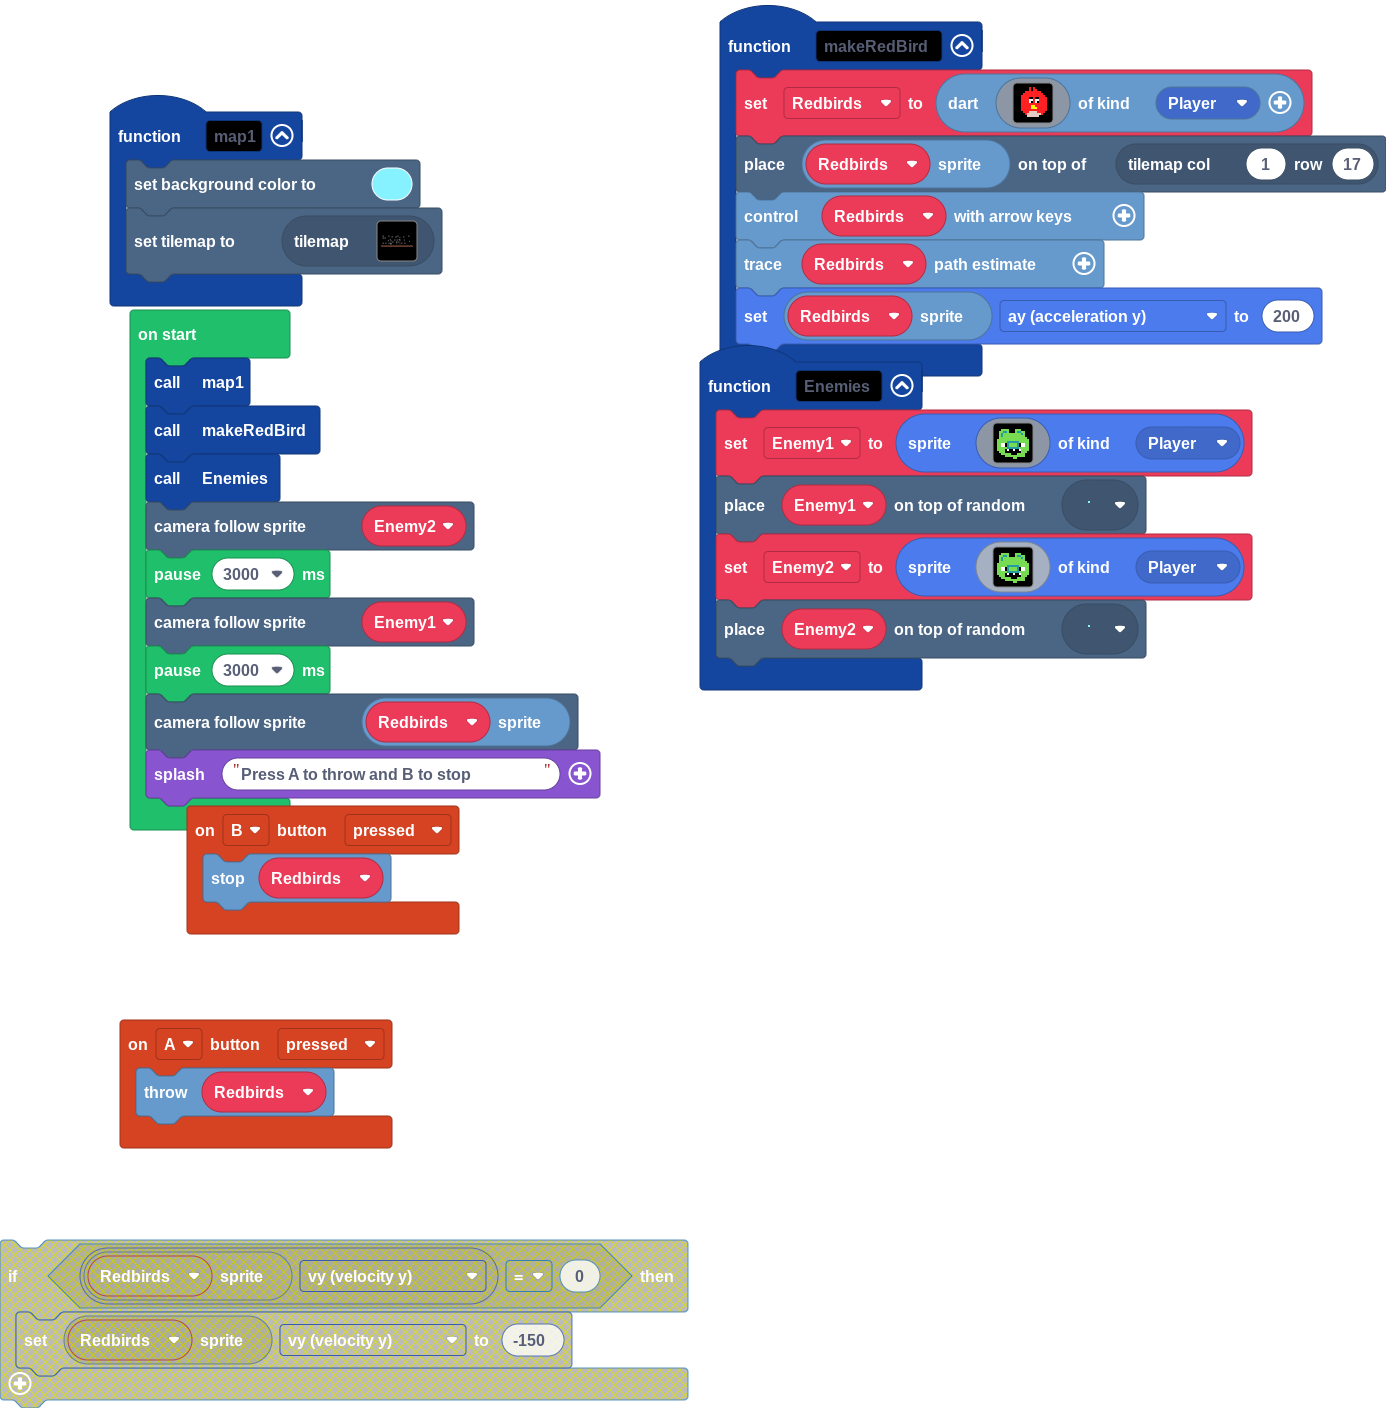 function map1
set background color to
set tilemap to tilemap
on start
call map1
call makeRedBird
call Enemies
camera follow sprite Enemy2
pause 3000 ms
camera follow sprite Enemy1
pause 3000 ms
camera follow sprite Redbirds sprite
splash "Press A to throw and B to stop"
on B button pressed
stop Redbirds
on A button pressed
throw Redbirds
if Redbirds sprite vy (velocity y) = 0 then
set Redbirds sprite vy (velocity y) to -150
function makeRedBird
set Redbirds to dart of kind Player
place Redbirds sprite on top of tilemap col 1 row 17
control Redbirds with arrow keys
trace Redbirds path estimate
set Redbirds sprite ay (acceleration y) to 200
function Enemies
set Enemy1 to sprite of kind Player
place Enemy1 on top of random
set Enemy2 to sprite of kind Player
place Enemy2 on top of random